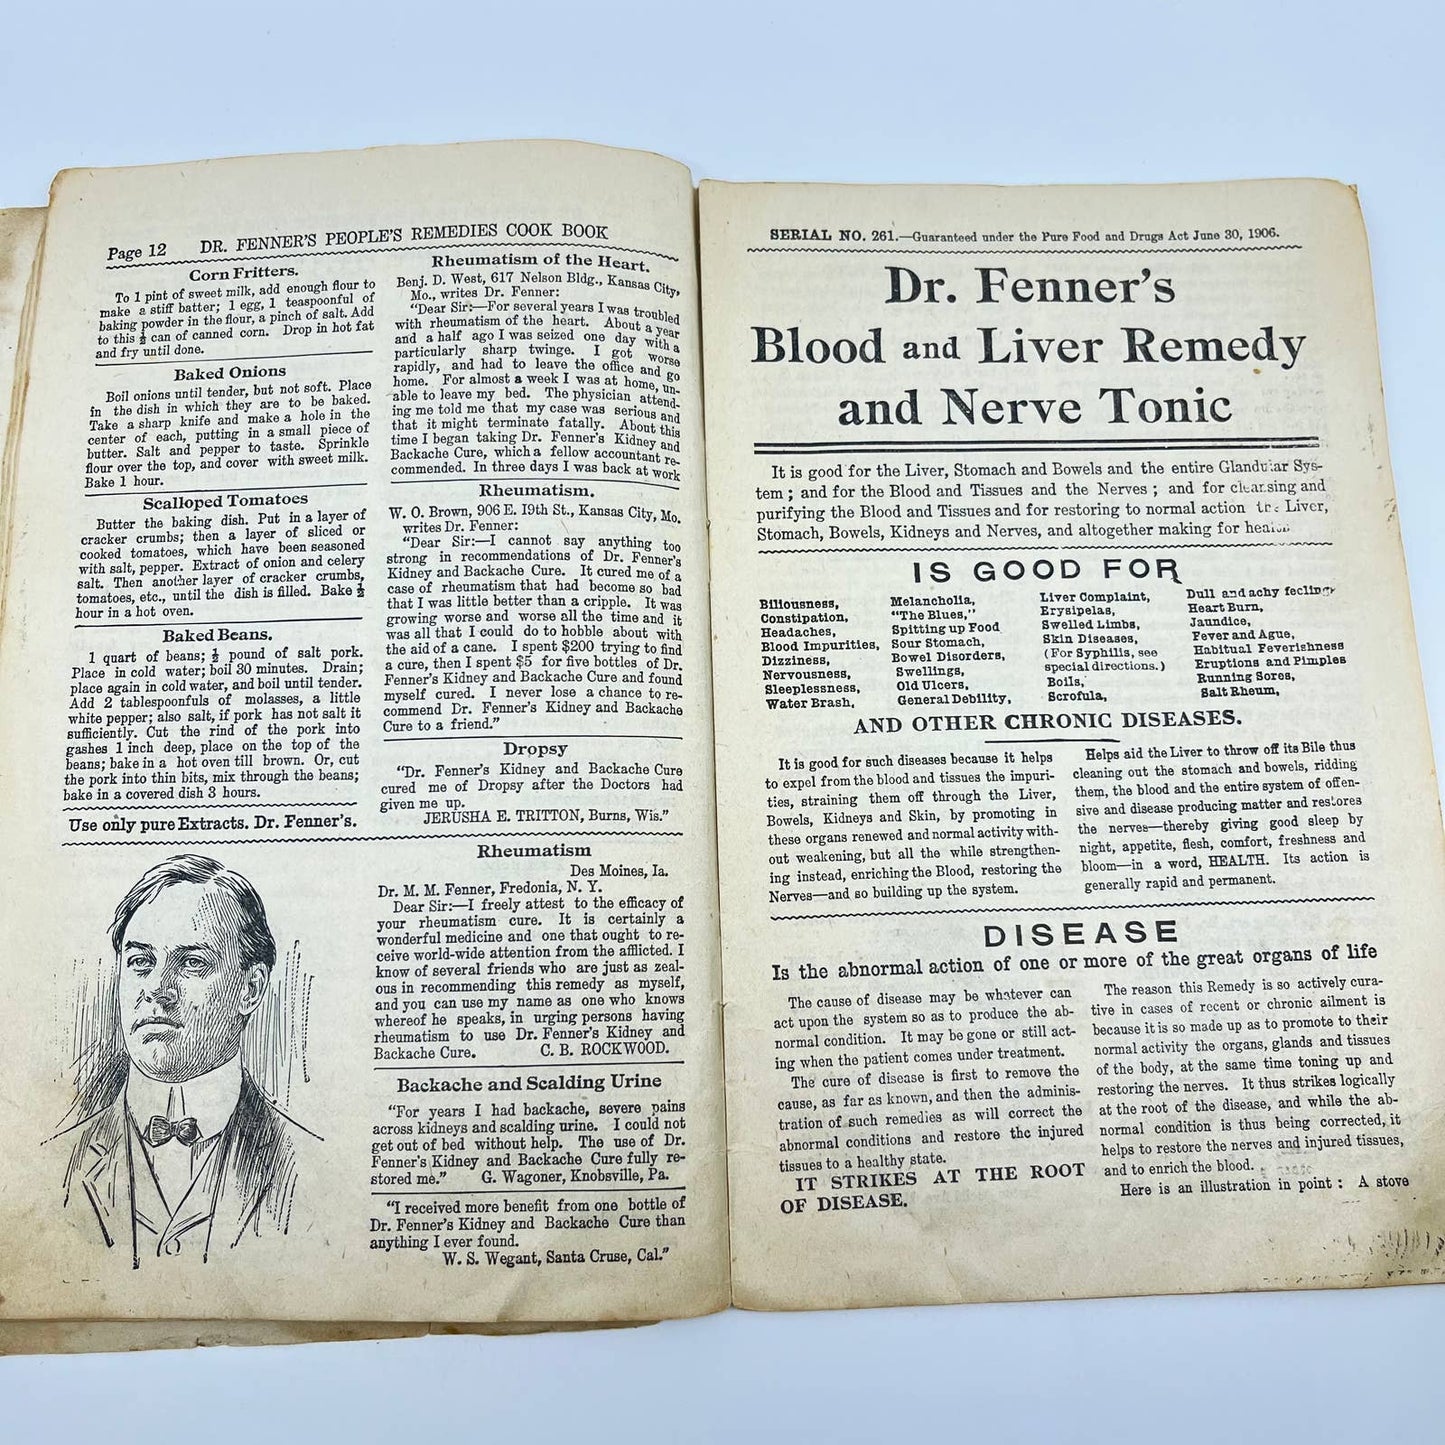 Page 12 DR. FENNER'S PEOPLE'S REMEDIES COOK BOOK
Corn Fritters.
To 1 pint of sweet milk, add enough flour to
make a stiff batter; 1 egg, 1 teaspoonful of
baking powder in the flour, a pinch of salt. Add
to this ½ can of canned corn. Drop in hot fat
and fry until done.
Baked Onions
Boil onions until tender, but not soft. Place
in the dish in which they are to be baked.
Take a sharp knife and make a hole in the
center of each, putting in a small piece of
butter. Salt and pepper to taste. Sprinkle
flour over the top, and cover with sweet milk.
Bake 1 hour.
Scalloped Tomatoes
Butter the baking dish. Put in a layer of
cracker crumbs; then a layer of sliced or
cooked tomatoes, which have been seasoned
with salt, pepper. Extract of onion and celery
salt. Then another layer of cracker crumbs,
tomatoes, etc., until the dish is filled. Bake ½
hour in a hot oven.
Baked Beans.
1 quart of beans; ½ pound of salt pork.
Place in cold water; boil 30 minutes. Drain;
place again in cold water, and boil until tender.
Add 2 tablespoonfuls of molasses, a little
white pepper; also salt, if pork has not salt it
sufficiently. Cut the rind of the pork into
gashes 1 inch deep, place on the top of the
beans; bake in a hot oven till brown. Or, cut
the pork into thin bits, mix through the beans;
bake in a covered dish 3 hours.
Use only pure Extracts. Dr. Fenner's.
Rheumatism of the Heart.
Benj. D. West, 617 Nelson Bldg., Kansas City,
Mo., writes Dr. Fenner:
"Dear Sir:—For several years I was troubled
with rheumatism of the heart. About a year
and a half ago I was seized one day with a
particularly sharp twinge. I got worse
rapidly, and had to leave the office and go
home. For almost a week I was at home, un-
able to leave my bed. The physician attend-
ing me told me that my case was serious and
that it might terminate fatally. About this
time I began taking Dr. Fenner's Kidney and
Backache Cure, which a fellow accountant re-
commended. In three days I was back at work
Rheumatism.
W. O. Brown, 906 E. 19th St., Kansas City, Mo.
writes Dr. Fenner:
"Dear Sir:—I cannot say anything too
strong in recommendations of Dr. Fenner's
Kidney and Backache Cure. It cured me of a
case of rheumatism that had become so bad
that I was little better than a cripple. It was
growing worse and worse all the time and it
was all that I could do to hobble about with
the aid of a cane. I spent $200 trying to find
a cure, then I spent $5 for five bottles of Dr.
Fenner's Kidney and Backache Cure and found
myself cured. I never lose a chance to re-
commend Dr. Fenner's Kidney and Backache
Cure to a friend."
Dropsy
"Dr. Fenner's Kidney and Backache Cure
cured me of Dropsy after the Doctors had
given me up.
JERUSHA E. TRITTON, Burns, Wis."
Rheumatism
Des Moines, Ia.
Dr. M. M. Fenner, Fredonia, N. Y.
Dear Sir:—I freely attest to the efficacy of
your rheumatism cure. It is certainly a
wonderful medicine and one that ought to re-
ceive world-wide attention from the afflicted. I
know of several friends who are just as zeal-
ous in recommending this remedy as myself,
and you can use my name as one who knows
whereof he speaks, in urging persons having
rheumatism to use Dr. Fenner's Kidney and
Backache Cure. C. B. ROCKWOOD.
Backache and Scalding Urine
"For years I had backache, severe pains
across kidneys and scalding urine. I could not
get out of bed without help. The use of Dr.
Fenner's Kidney and Backache Cure fully re-
stored me." G. Wagoner, Knobsville, Pa.
"I received more benefit from one bottle of
Dr. Fenner's Kidney and Backache Cure than
anything I ever found.
W. S. Wegant, Santa Cruse, Cal."
SERIAL NO. 261.—Guaranteed under the Pure Food and Drugs Act June 30, 1906.
Dr. Fenner's
Blood and Liver Remedy
and Nerve Tonic
It is good for the Liver, Stomach and Bowels and the entire Glandular Sys-
tem; and for the Blood and Tissues and the Nerves; and for cleansing and
purifying the Blood and Tissues and for restoring to normal action the Liver,
Stomach, Bowels, Kidneys and Nerves, and altogether making for health
IS GOOD FOR
Biliousness,
Constipation,
Headaches,
Blood Impurities,
Dizziness,
Nervousness,
Sleeplessness,
Water Brash,
Melancholia,
"The Blues,"
Spitting up Food
Sour Stomach,
Bowel Disorders,
Swellings,
Old Ulcers,
General Debility,
Liver Complaint,
Erysipelas,
Swelled Limbs,
Skin Diseases,
(For Syphilis, see
special directions.)
Boils,
Scrofula,
Dull and achy feeling
Heart Burn,
Jaundice,
Fever and Ague,
Habitual Feverishness
Eruptions and Pimples
Running Sores,
Salt Rheum,
AND OTHER CHRONIC DISEASES.
It is good for such diseases because it helps
to expel from the blood and tissues the impuri-
ties, straining them off through the Liver,
Bowels, Kidneys and Skin, by promoting in
these organs renewed and normal activity with-
out weakening, but all the while strengthen-
ing instead, enriching the Blood, restoring the
Nerves—and so building up the system.
Helps aid the Liver to throw off its Bile thus
cleaning out the stomach and bowels, ridding
them, the blood and the entire system of offen-
sive and disease producing matter and restores
the nerves—thereby giving good sleep by
night, appetite, flesh, comfort, freshness and
bloom—in a word, HEALTH. Its action is
generally rapid and permanent.
DISEASE
Is the abnormal action of one or more of the great organs of life
The cause of disease may be whatever can
act upon the system so as to produce the ab-
normal condition. It may be gone or still act-
ing when the patient comes under treatment.
The cure of disease is first to remove the
cause, as far as known, and then the adminis-
tration of such remedies as will correct the
abnormal conditions and restore the injured
tissues to a healthy state.
IT STRIKES AT THE ROOT
OF DISEASE.
The reason this Remedy is so actively cura-
tive in cases of recent or chronic ailment is
because it is so made up as to promote to their
normal activity the organs, glands and tissues
of the body, at the same time toning up and
restoring the nerves. It thus strikes logically
at the root of the disease, and while the ab-
normal condition is thus being corrected, it
helps to restore the nerves and injured tissues,
and to enrich the blood.
Here is an illustration in point: A stove